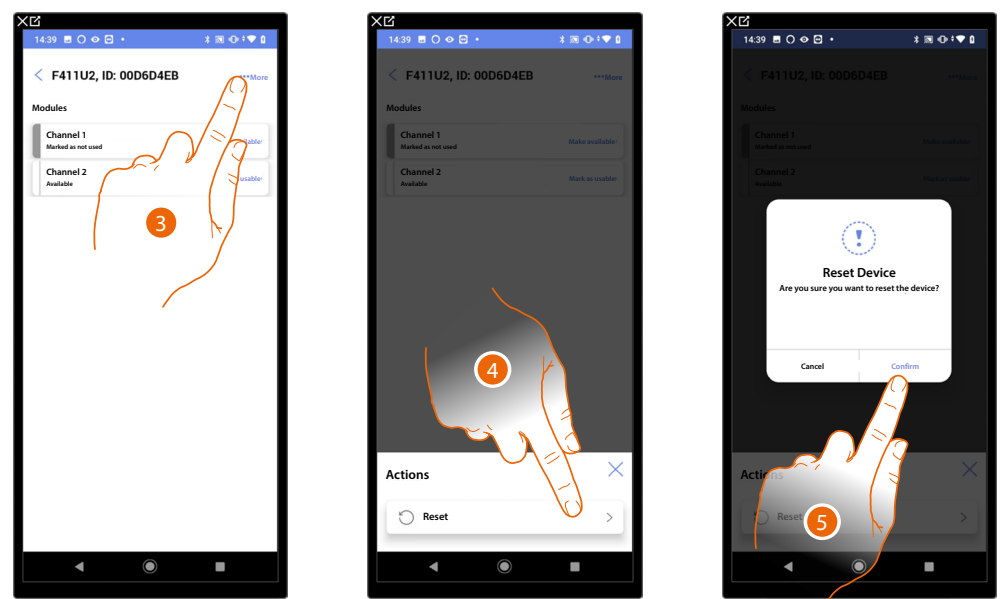 14:39
F411U2, ID: 00D6D4EB
•••More
Modules
Channel 1
Marked as not used
Channel 2
Available
usable›
3
14:39
F411U2, ID: 00D6D4EB
•••More
Modules
Channel 1
Marked as not used
Make available›
Channel 2
Available
Mark as usable›
4
Actions
Reset
14:39
F411U2, ID: 00D6D4EB
•••More
Modules
Channel 1
Marked as not used
Make available›
Channel 2
Available
Mark as usable›
Reset Device
Are you sure you want to reset the device?
Cancel
Confirm
Actions
Reset
5